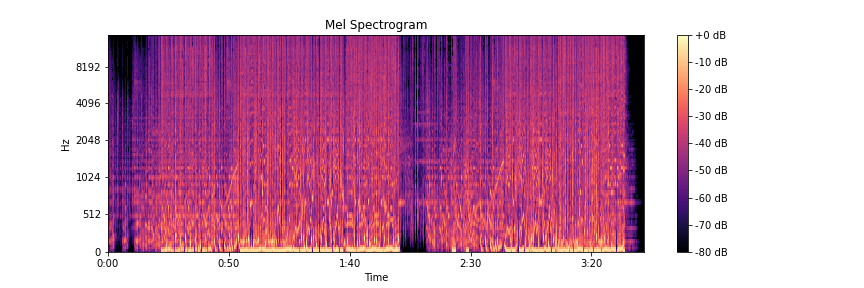 Mel Spectrogram
Hz
8192
4096
2048
1024
512
0
0:00
0:50
1:40
2:30
3:20
Time
+0 dB
-10 dB
-20 dB
-30 dB
-40 dB
-50 dB
-60 dB
-70 dB
-80 dB